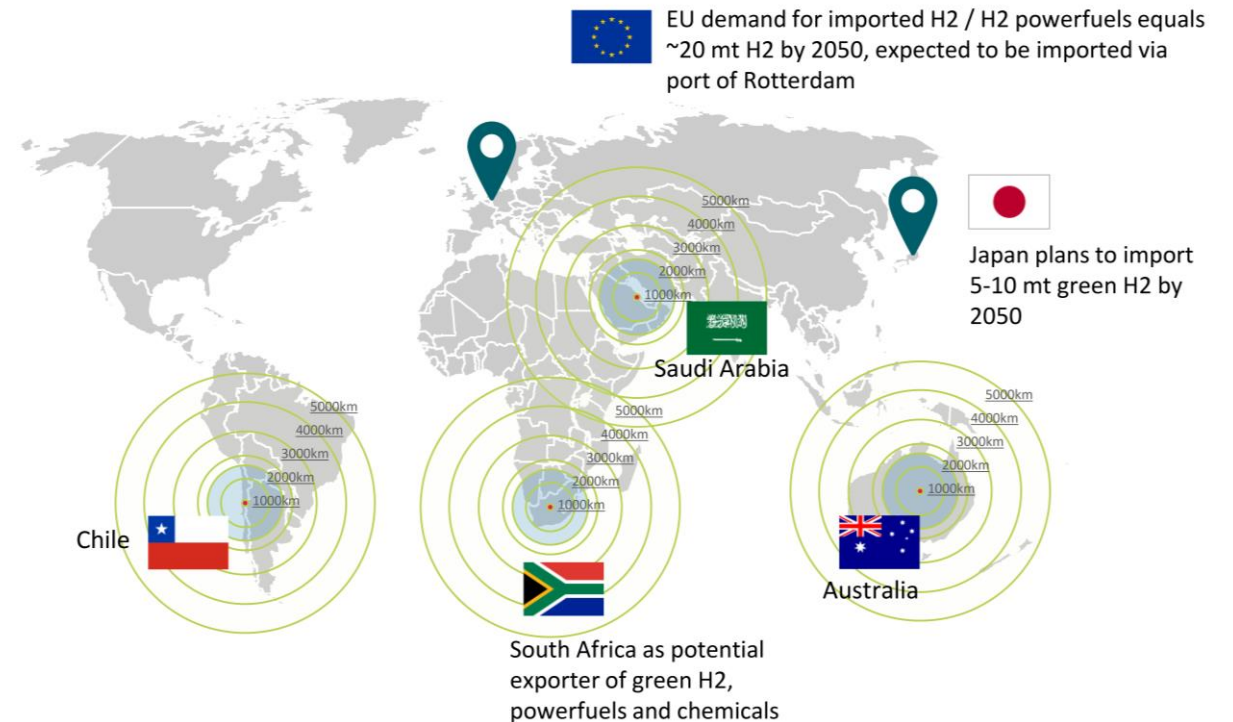 EU demand for imported H2 / H2 powerfuels equals
~20 mt H2 by 2050, expected to be imported via
port of Rotterdam
Japan plans to import
5-10 mt green H2 by
2050
5000km
4000km
3000km
2000km
1000km
Saudi Arabia
5000km
4000km
3000km
2000km
1000km
Chile
5000km
4000km
3000km
2000km
1000km
South Africa as potential
exporter of green H2,
powerfuels and chemicals
5000km
4000km
3000km
2000km
1000km
Australia